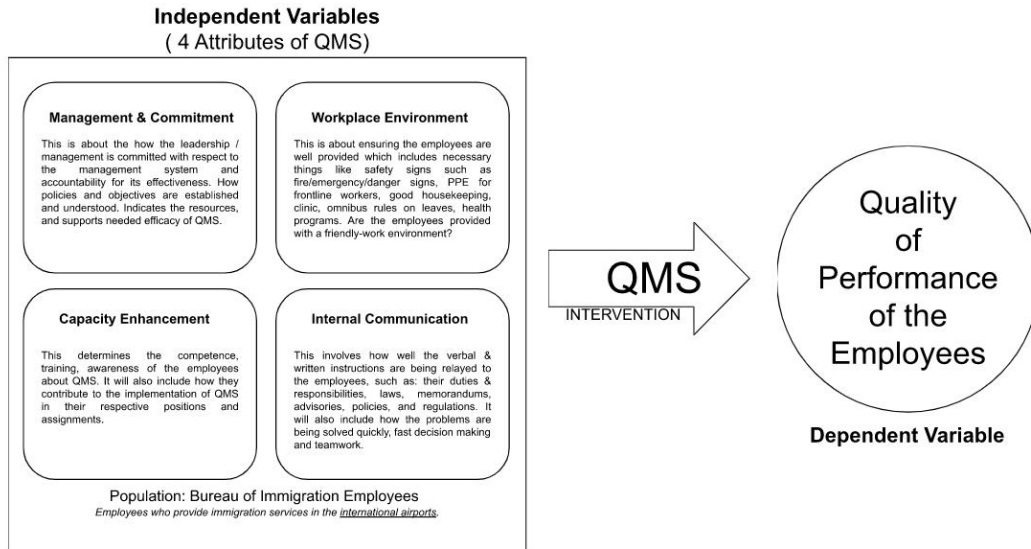 Independent Variables
( 4 Attributes of QMS)
Management & Commitment
This is about the how the leadership /
management is committed with respect to
the management system and
accountability for its effectiveness. How
policies and objectives are established
and understood. Indicates the resources,
and supports needed efficacy of QMS.
Workplace Environment
This is about ensuring the employees are
well provided which includes necessary
things like safety signs such as
fire/emergency/danger signs, PPE for
frontline workers, good housekeeping,
clinic, omnibus rules on leaves, health
programs. Are the employees provided
with a friendly-work environment?
Capacity Enhancement
This determines the competence,
training, awareness of the employees
about QMS. It will also include how they
contribute to the implementation of QMS
in their respective positions and
assignments.
Internal Communication
This involves how well the verbal &
written instructions are being relayed to
the employees, such as: their duties &
responsibilities, laws, memorandums,
advisories, policies, and regulations. It
will also include how the problems are
being solved quickly, fast decision making
and teamwork.
Population: Bureau of Immigration Employees
Employees who provide immigration services in the international airports.
QMS
INTERVENTION
Quality
of
Performance
of the
Employees
Dependent Variable